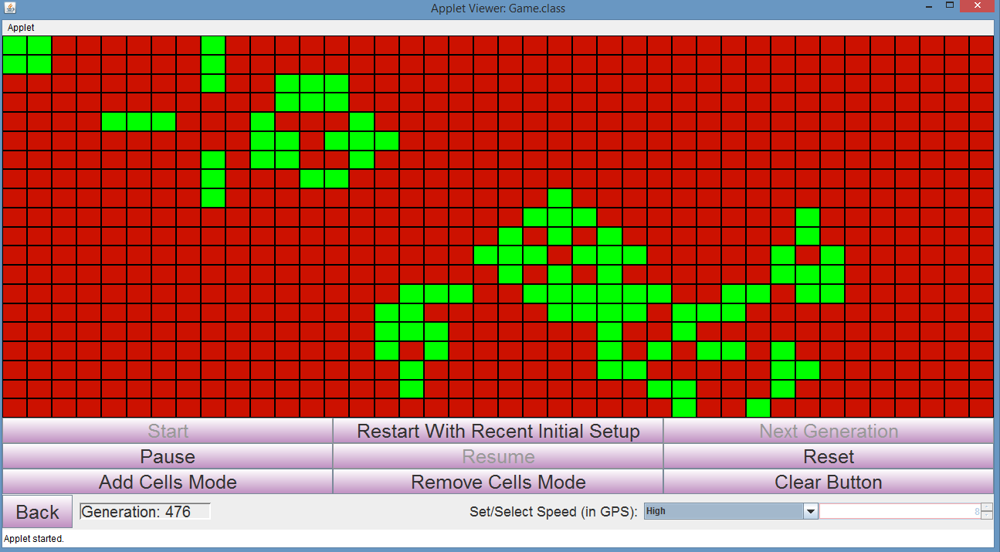 Applet Viewer: Game.class
Applet
Start Restart With Recent Initial Setup Next Generation
Pause Resume Reset
Add Cells Mode Remove Cells Mode Clear Button
Back Generation: 476 Set/Select Speed (in GPS): High 8
Applet started.